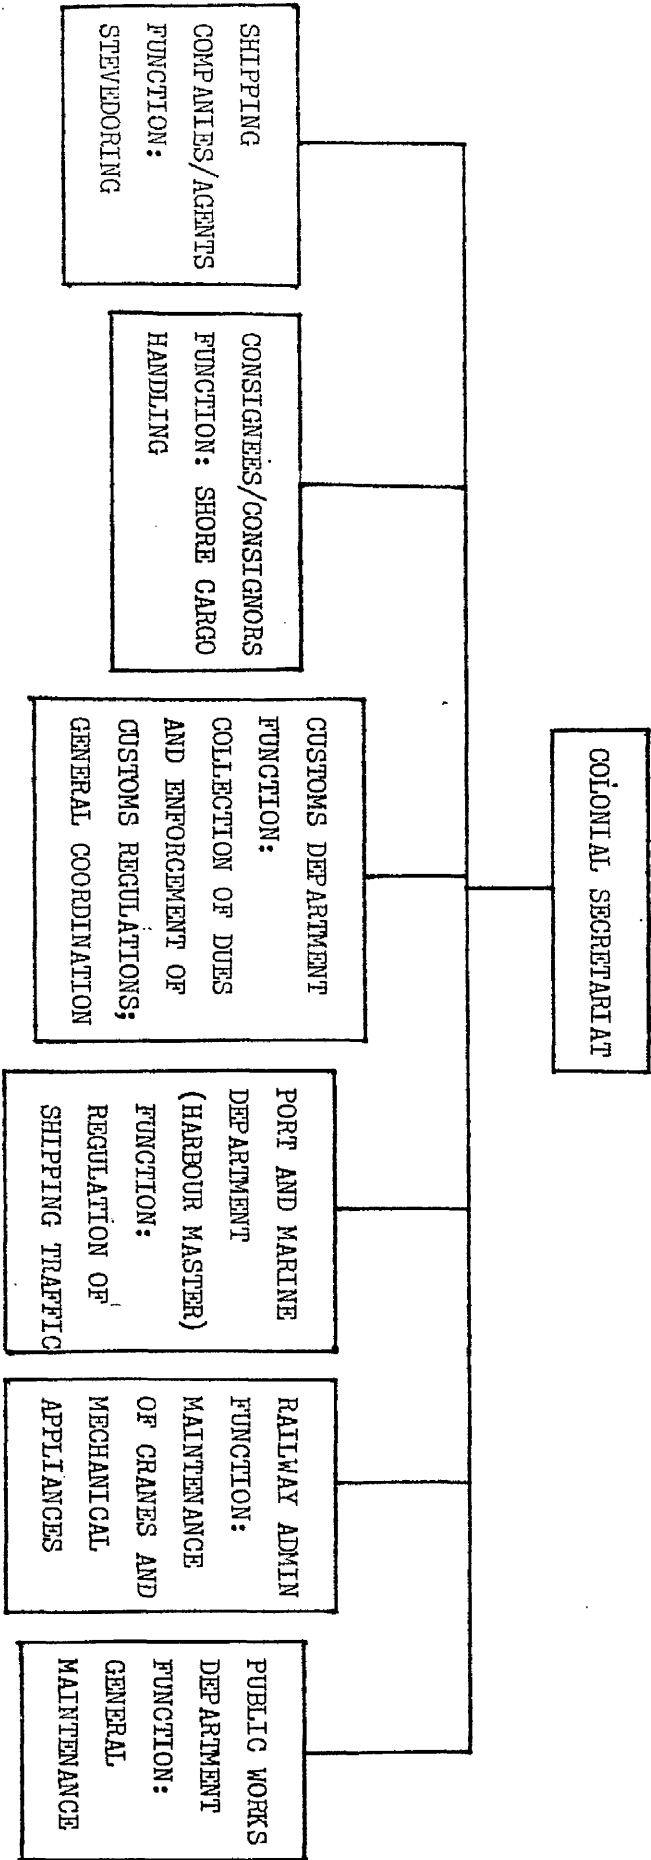 COLONIAL SECRETARIAT
SHIPPING
COMPANIES/AGENTS
FUNCTION:
STEVEDORING
CONSIGNEES/CONSIGNORS
FUNCTION: SHORE CARGO
HANDLING
CUSTOMS DEPARTMENT
FUNCTION:
COLLECTION OF DUES
AND ENFORCEMENT OF
CUSTOMS REGULATIONS;
GENERAL COORDINATION
PORT AND MARINE
DEPARTMENT
(HARBOUR MASTER)
FUNCTION:
REGULATION OF
SHIPPING TRAFFIC
RAILWAY ADMIN
FUNCTION:
MAINTENANCE
OF CRANES AND
MECHANICAL
APPLIANCES
PUBLIC WORKS
DEPARTMENT
FUNCTION:
GENERAL
MAINTENANCE